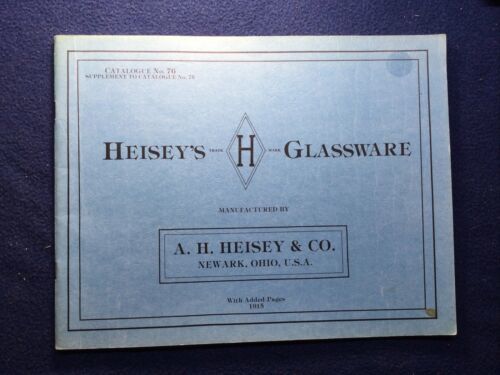 CATALOGUE No. 76
SUPPLEMENT TO CATALOGUE No. 75
HEISEY'S TRADE H MARK GLASSWARE
MANUFACTURED BY
A. H. HEISEY & CO.
NEWARK, OHIO, U.S.A.
With Added Pages
1918